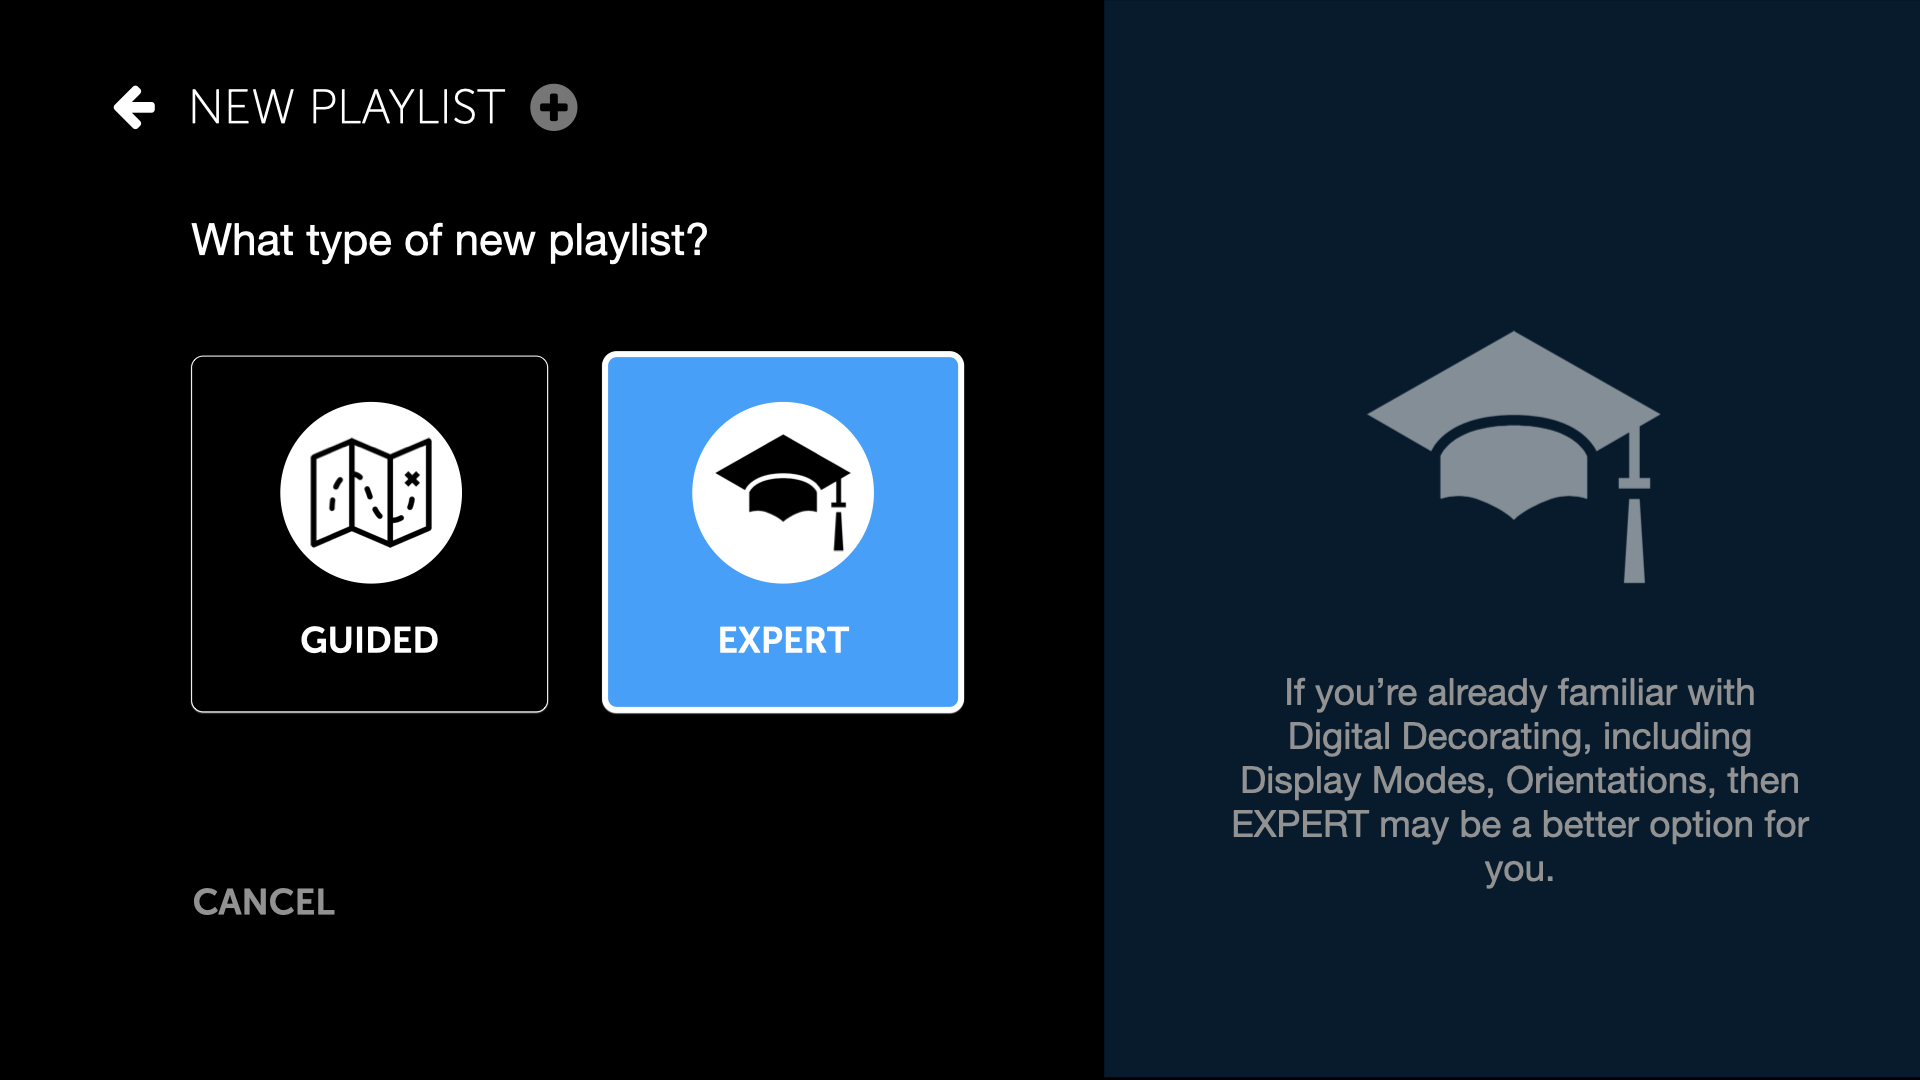 NEW PLAYLIST
What type of new playlist?
GUIDED
EXPERT
CANCEL
If you’re already familiar with
Digital Decorating, including
Display Modes, Orientations, then
EXPERT may be a better option for
you.